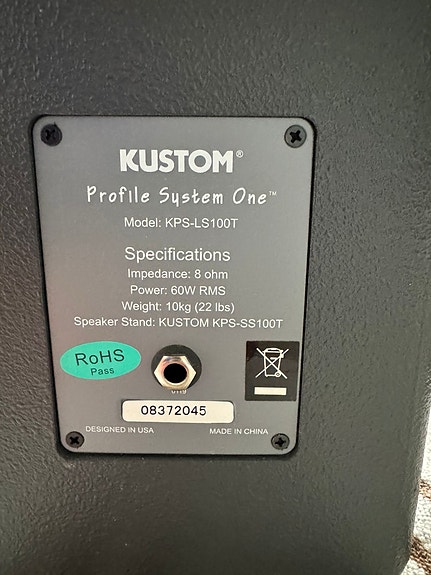 KUSTOM®
Profile System One™
Model: KPS-LS100T
Specifications
Impedance: 8 ohm
Power: 60W RMS
Weight: 10kg (22 lbs)
Speaker Stand: KUSTOM KPS-SS100T
RoHS
Pass
08372045
DESIGNED IN USA
MADE IN CHINA